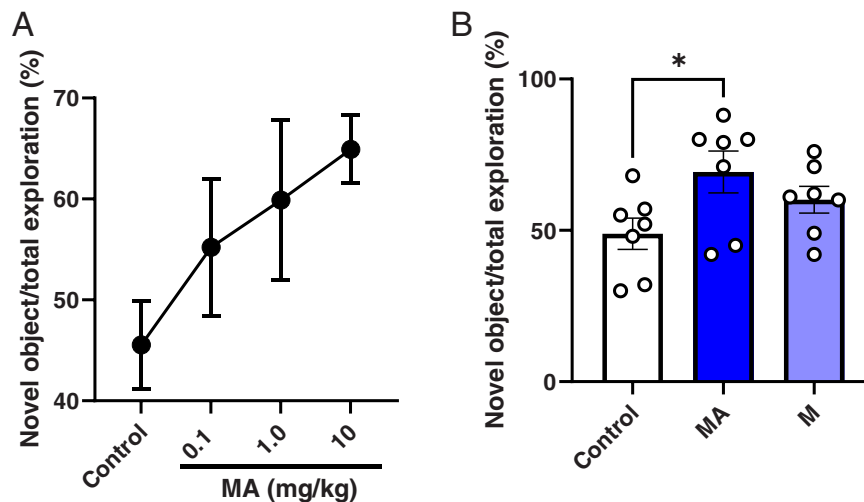 A
Novel object/total exploration (%)
70
60
50
40
Control
0.1
1.0
10
MA (mg/kg)
B
Novel object/total exploration (%)
100
50
0
*
Control
MA
M